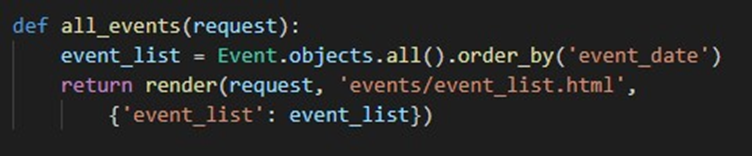 def all_events(request):
    event_list = Event.objects.all().order_by('event_date')
    return render(request, 'events/event_list.html',
        {'event_list': event_list})